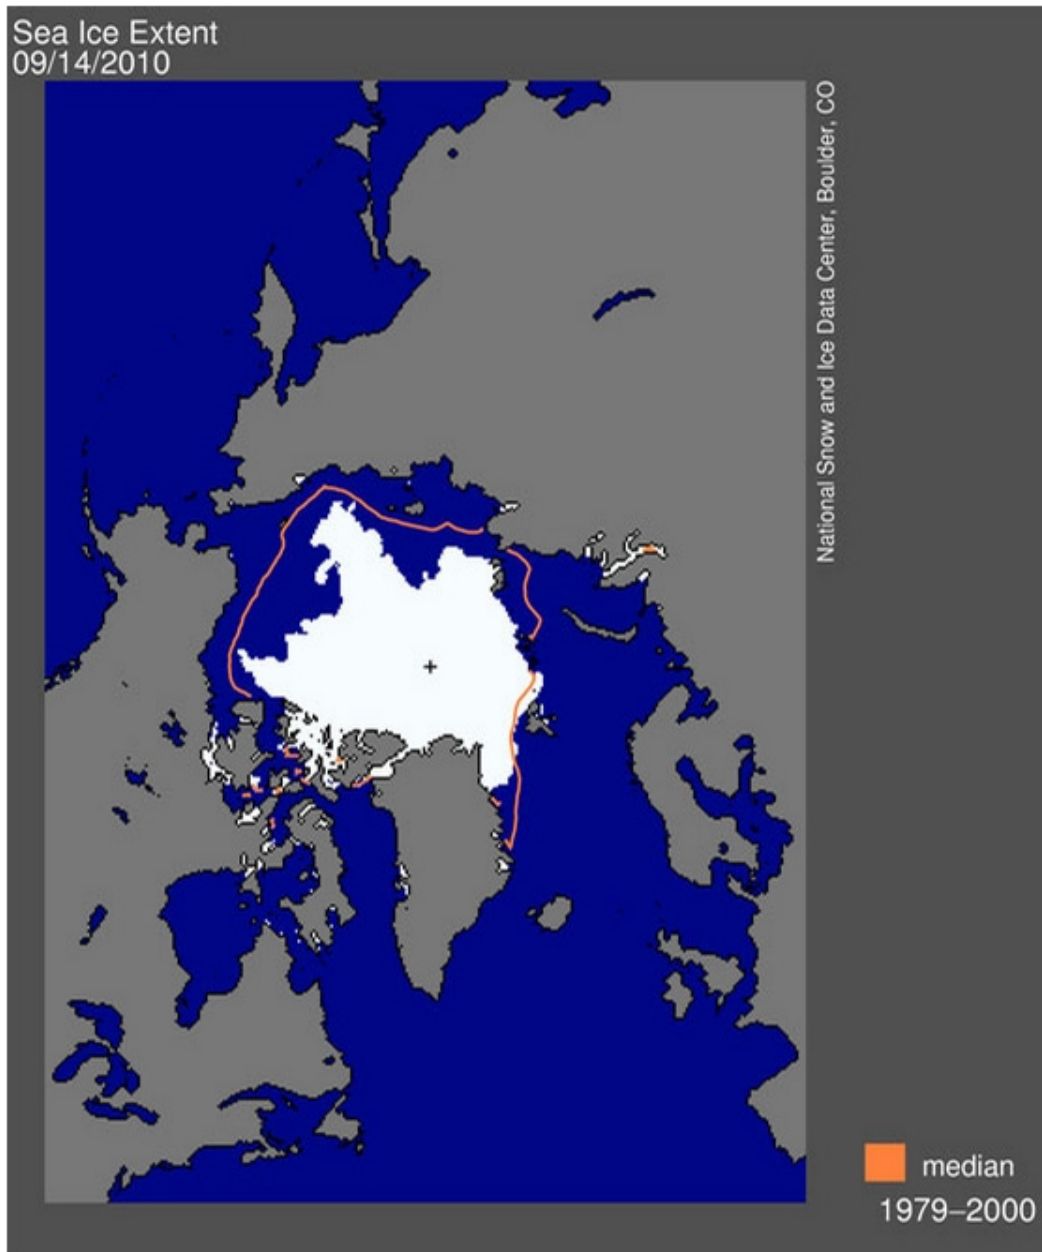 Sea Ice Extent
09/14/2010
National Snow and Ice Data Center, Boulder, CO
median
1979–2000